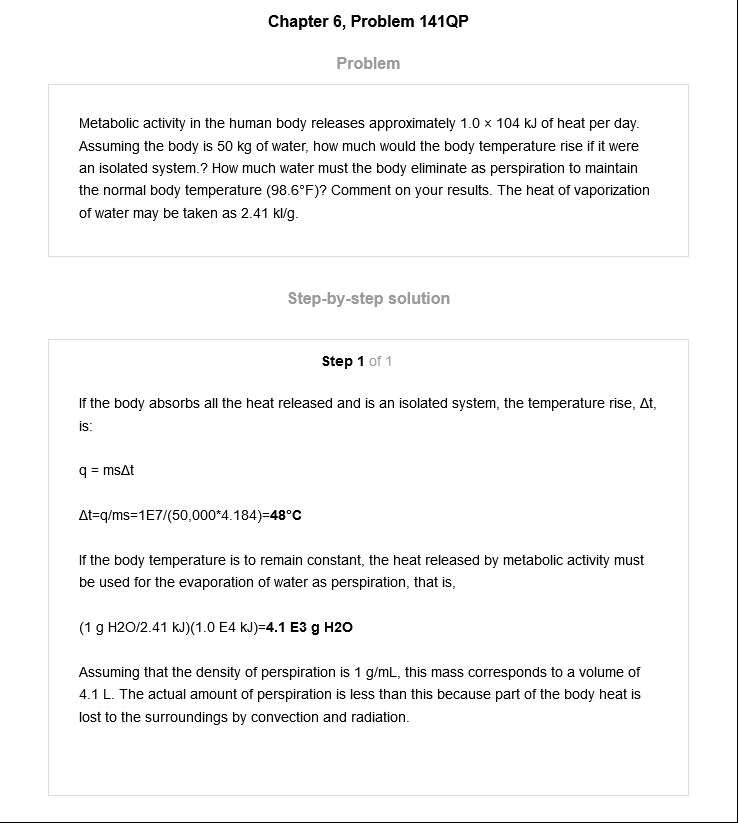 Chapter 6, Problem 141QP
Problem
Metabolic activity in the human body releases approximately 1.0 × 104 kJ of heat per day.
Assuming the body is 50 kg of water, how much would the body temperature rise if it were
an isolated system.? How much water must the body eliminate as perspiration to maintain
the normal body temperature (98.6°F)? Comment on your results. The heat of vaporization
of water may be taken as 2.41 kl/g.
Step-by-step solution
Step 1 of 1
If the body absorbs all the heat released and is an isolated system, the temperature rise, Δt,
is:
q = msΔt
Δt=q/ms=1E7/(50,000*4.184)=48°C
If the body temperature is to remain constant, the heat released by metabolic activity must
be used for the evaporation of water as perspiration, that is,
(1 g H2O/2.41 kJ)(1.0 E4 kJ)=4.1 E3 g H2O
Assuming that the density of perspiration is 1 g/mL, this mass corresponds to a volume of
4.1 L. The actual amount of perspiration is less than this because part of the body heat is
lost to the surroundings by convection and radiation.